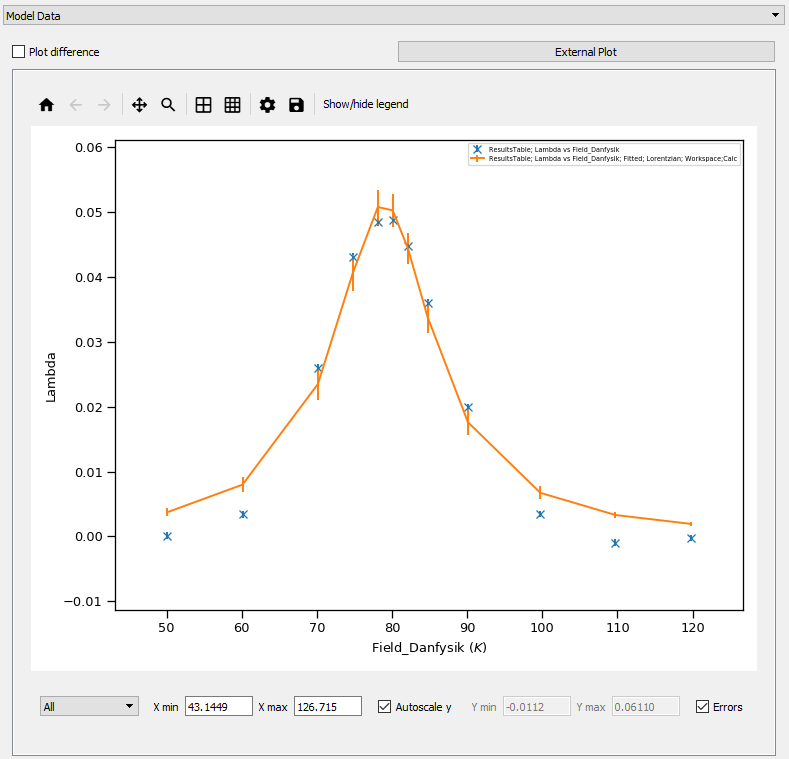 Model Data
Plot difference
External Plot
Show/hide legend
ResultsTable; Lambda vs Field_Danfysik
ResultsTable; Lambda vs Field_Danfysik; Fitted; Lorentzian; Workspace;Calc
0.06
0.05
0.04
0.03
0.02
0.01
0.00
−0.01
Lambda
50 60 70 80 90 100 110 120
Field_Danfysik (K)
All X min 43.1449 X max 126.715 Autoscale y Y min -0.0112 Y max 0.06110 Errors